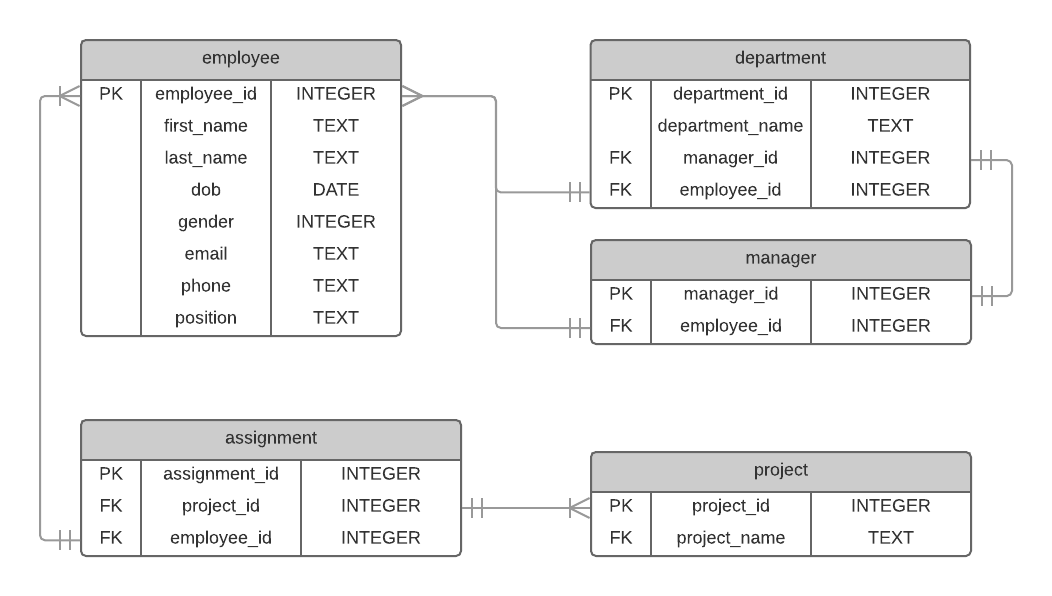 employee
PK employee_id INTEGER
first_name TEXT
last_name TEXT
dob DATE
gender INTEGER
email TEXT
phone TEXT
position TEXT
department
PK department_id INTEGER
department_name TEXT
FK manager_id INTEGER
FK employee_id INTEGER
manager
PK manager_id INTEGER
FK employee_id INTEGER
assignment
PK assignment_id INTEGER
FK project_id INTEGER
FK employee_id INTEGER
project
PK project_id INTEGER
FK project_name TEXT